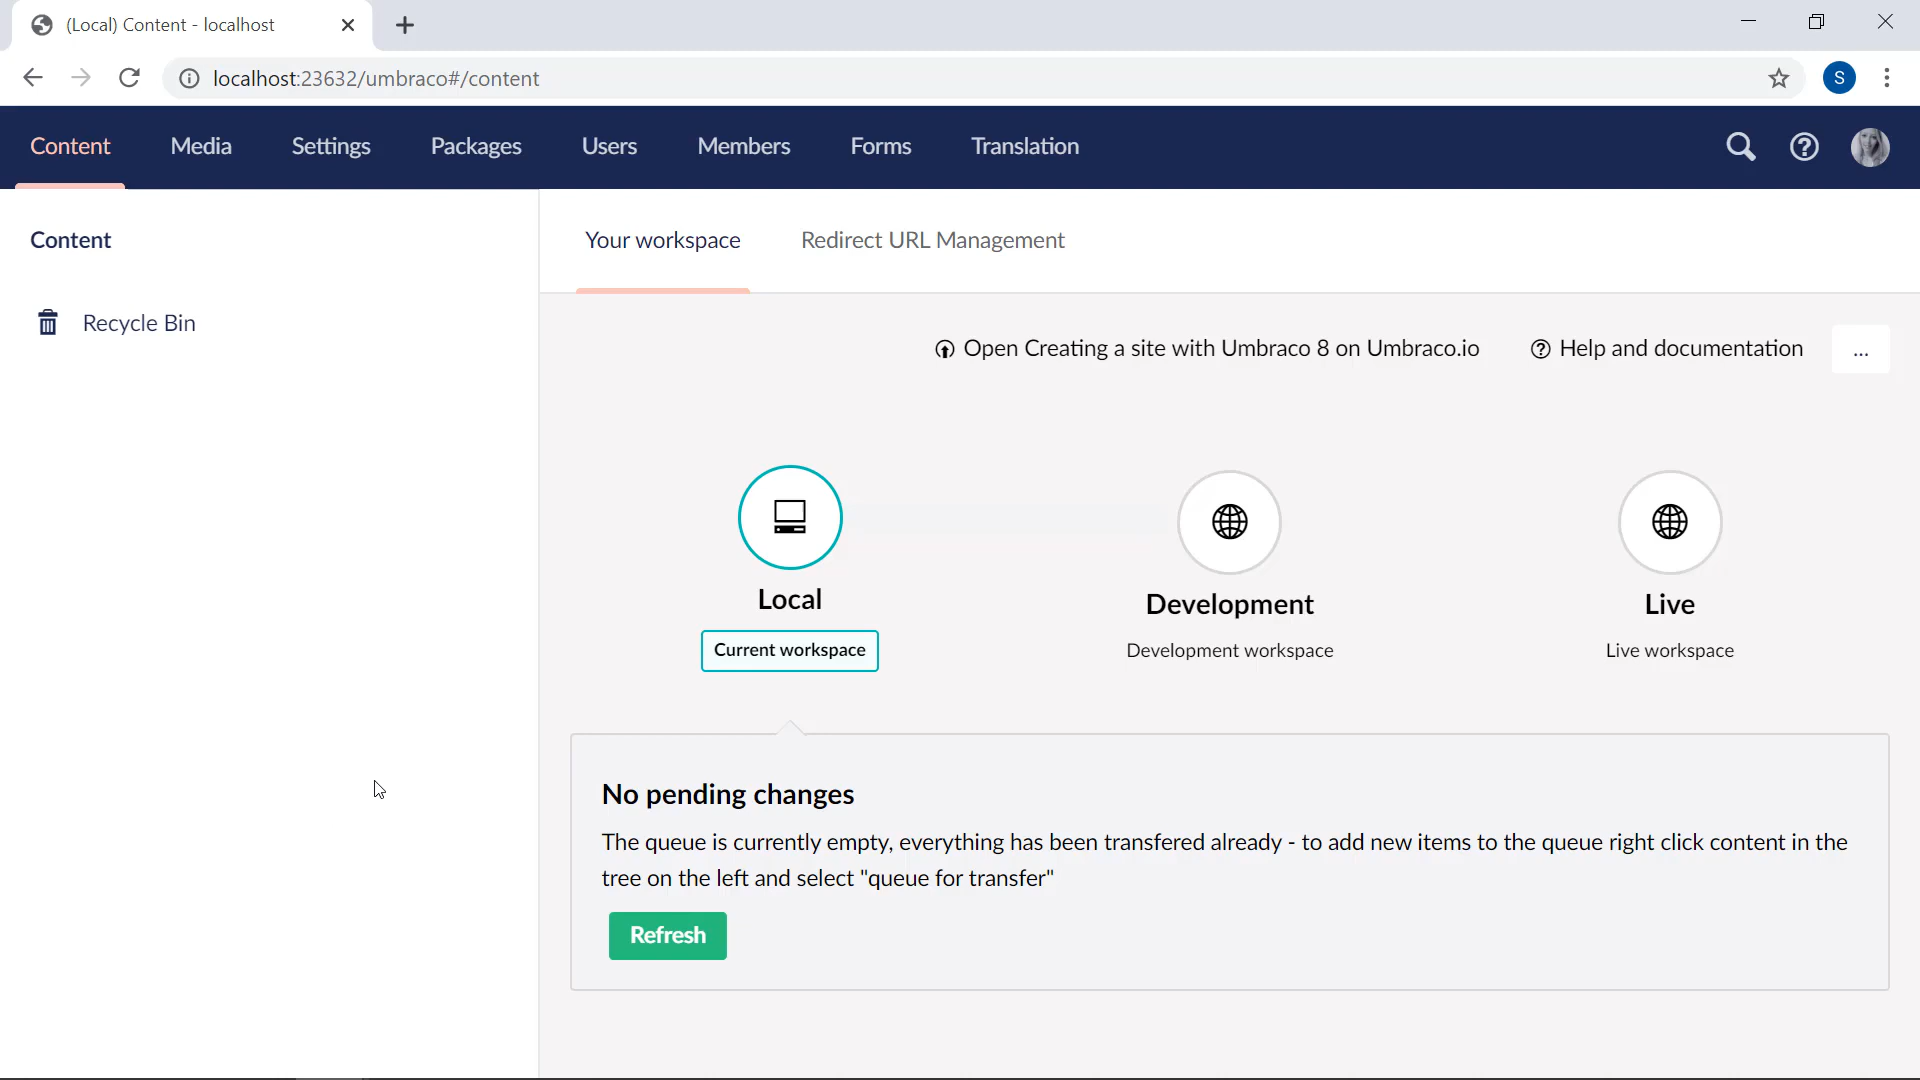 (Local) Content - localhost
localhost:23632/umbraco#/content
S
Content
Media
Settings
Packages
Users
Members
Forms
Translation
Content
Your workspace
Redirect URL Management
Recycle Bin
Open Creating a site with Umbraco 8 on Umbraco.io
Help and documentation
...
Local
Development
Live
Current workspace
Development workspace
Live workspace
No pending changes
The queue is currently empty, everything has been transfered already - to add new items to the queue right click content in the
tree on the left and select "queue for transfer"
Refresh